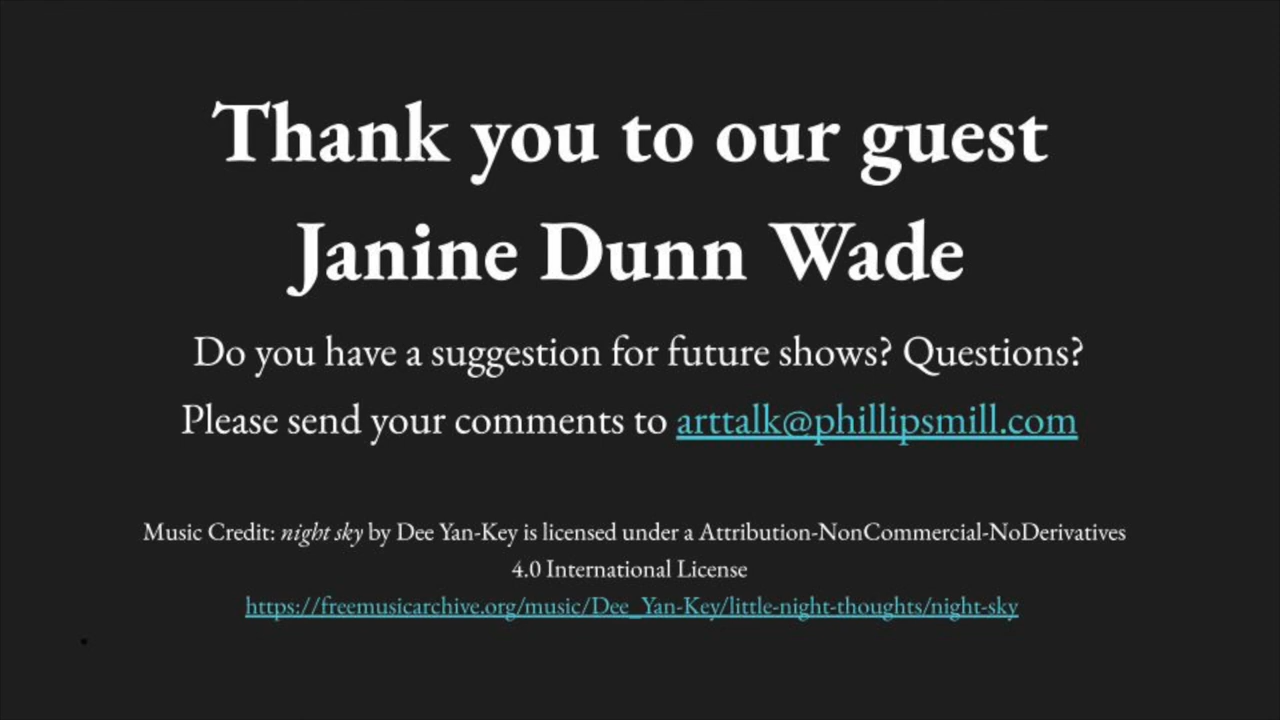 Thank you to our guest
Janine Dunn Wade
Do you have a suggestion for future shows? Questions?
Please send your comments to arttalk@phillipsmill.com
Music Credit: night sky by Dee Yan-Key is licensed under a Attribution-NonCommercial-NoDerivatives
4.0 International License
https://freemusicarchive.org/music/Dee_Yan-Key/little-night-thoughts/night-sky